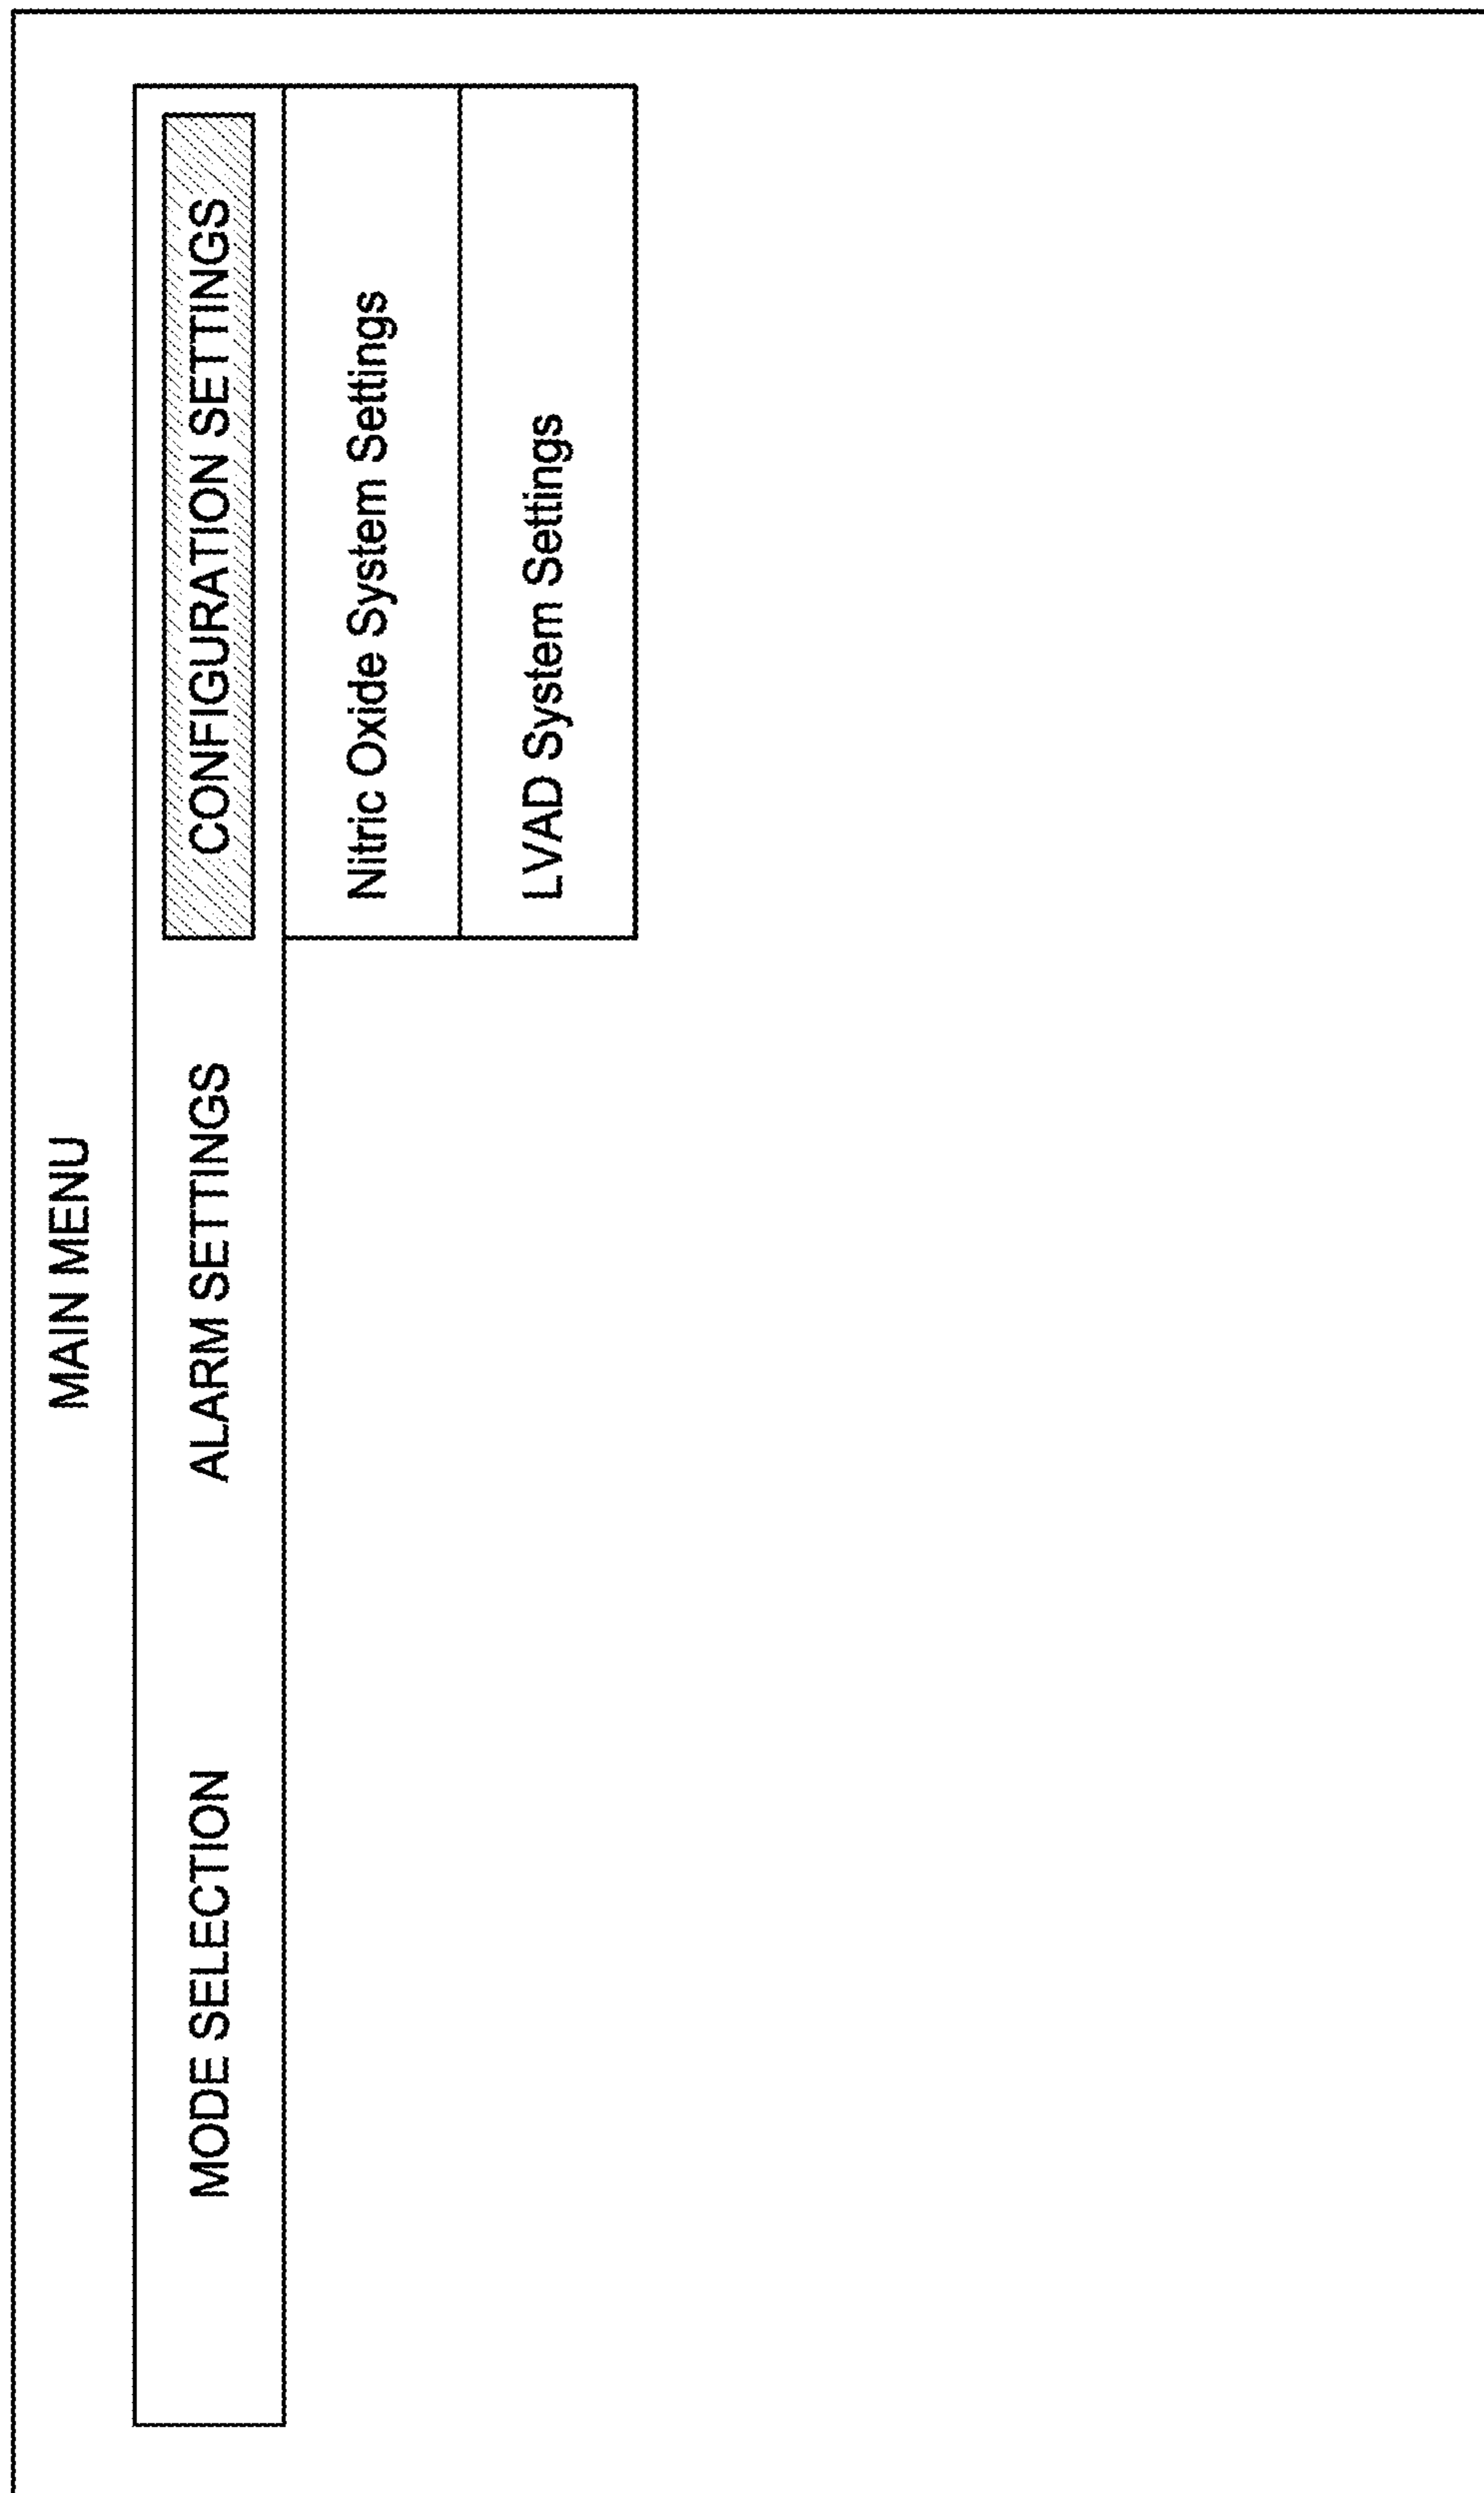 MAIN MENU
MODE SELECTION ALARM SETTINGS CONFIGURATION SETTINGS
Nitric Oxide System Settings
LVAD System Settings